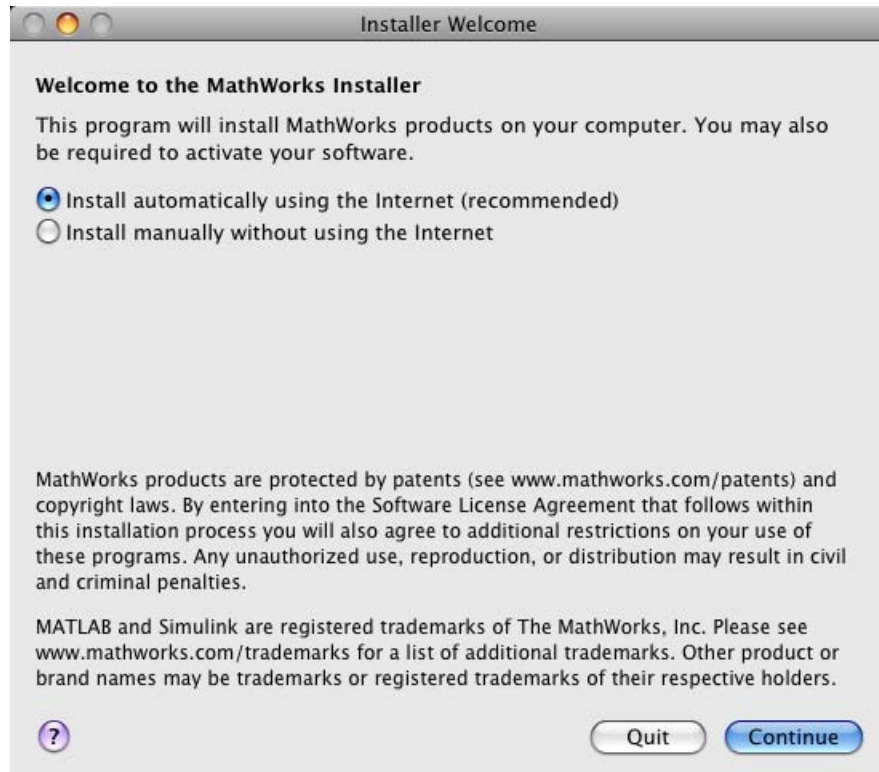 Installer Welcome
Welcome to the MathWorks Installer
This program will install MathWorks products on your computer. You may also
be required to activate your software.
Install automatically using the Internet (recommended)
Install manually without using the Internet
MathWorks products are protected by patents (see www.mathworks.com/patents) and
copyright laws. By entering into the Software License Agreement that follows within
this installation process you will also agree to additional restrictions on your use of
these programs. Any unauthorized use, reproduction, or distribution may result in civil
and criminal penalties.
MATLAB and Simulink are registered trademarks of The MathWorks, Inc. Please see
www.mathworks.com/trademarks for a list of additional trademarks. Other product or
brand names may be trademarks or registered trademarks of their respective holders.
? Quit Continue